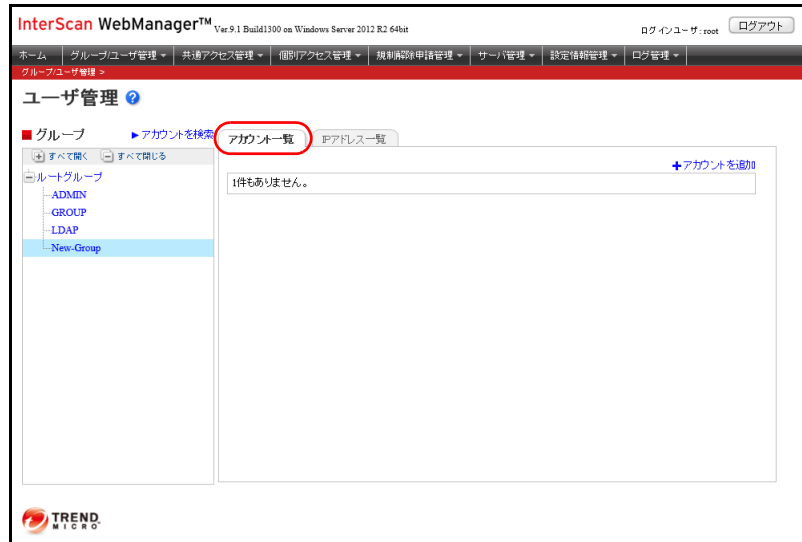 InterScan WebManager™ Ver.9.1 Build1300 on Windows Server 2012 R2 64bit
ログインユーザ:root ログアウト
ホーム グループ/ユーザ管理 共通アクセス管理 個別アクセス管理 規制解除申請管理 サーバ管理 設定情報管理 ログ管理
グループ/ユーザ管理 >
ユーザ管理 ?
グループ アカウントを検索
アカウント一覧 IPアドレス一覧
すべて開く すべて閉じる
アカウントを追加
ルートグループ
1件もありません。
ADMIN
GROUP
LDAP
New-Group
TREND
MICRO